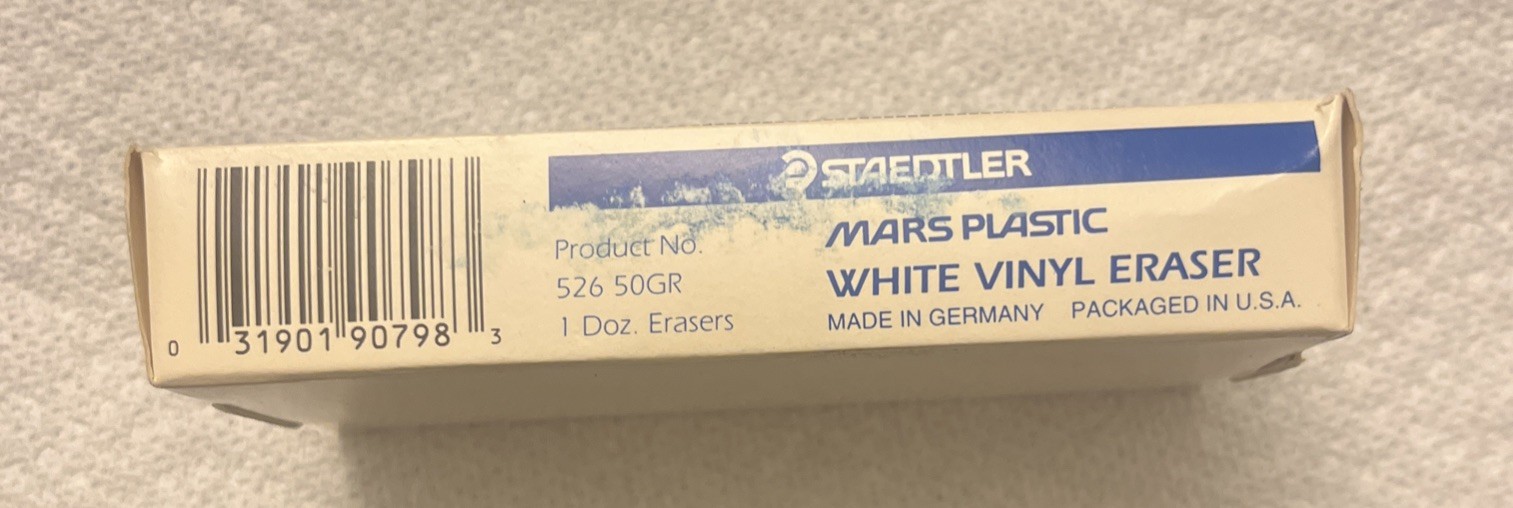 STAEDTLER
MARS PLASTIC
WHITE VINYL ERASER
MADE IN GERMANY PACKAGED IN U.S.A.
Product No.
526 50GR
1 Doz. Erasers
0 31901 90798 3